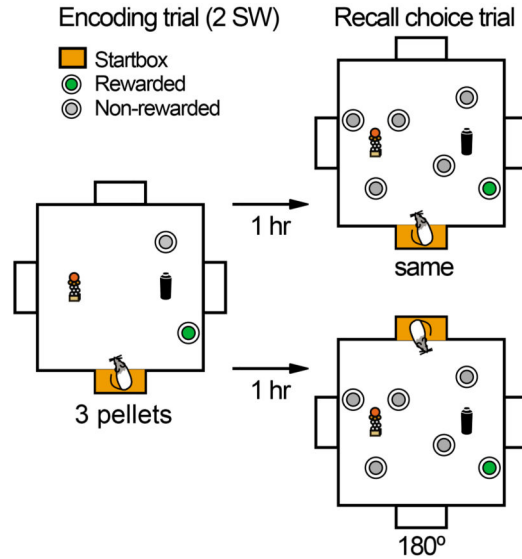 Encoding trial (2 SW)
Recall choice trial
Startbox
Rewarded
Non-rewarded
1 hr
same
1 hr
3 pellets
180º